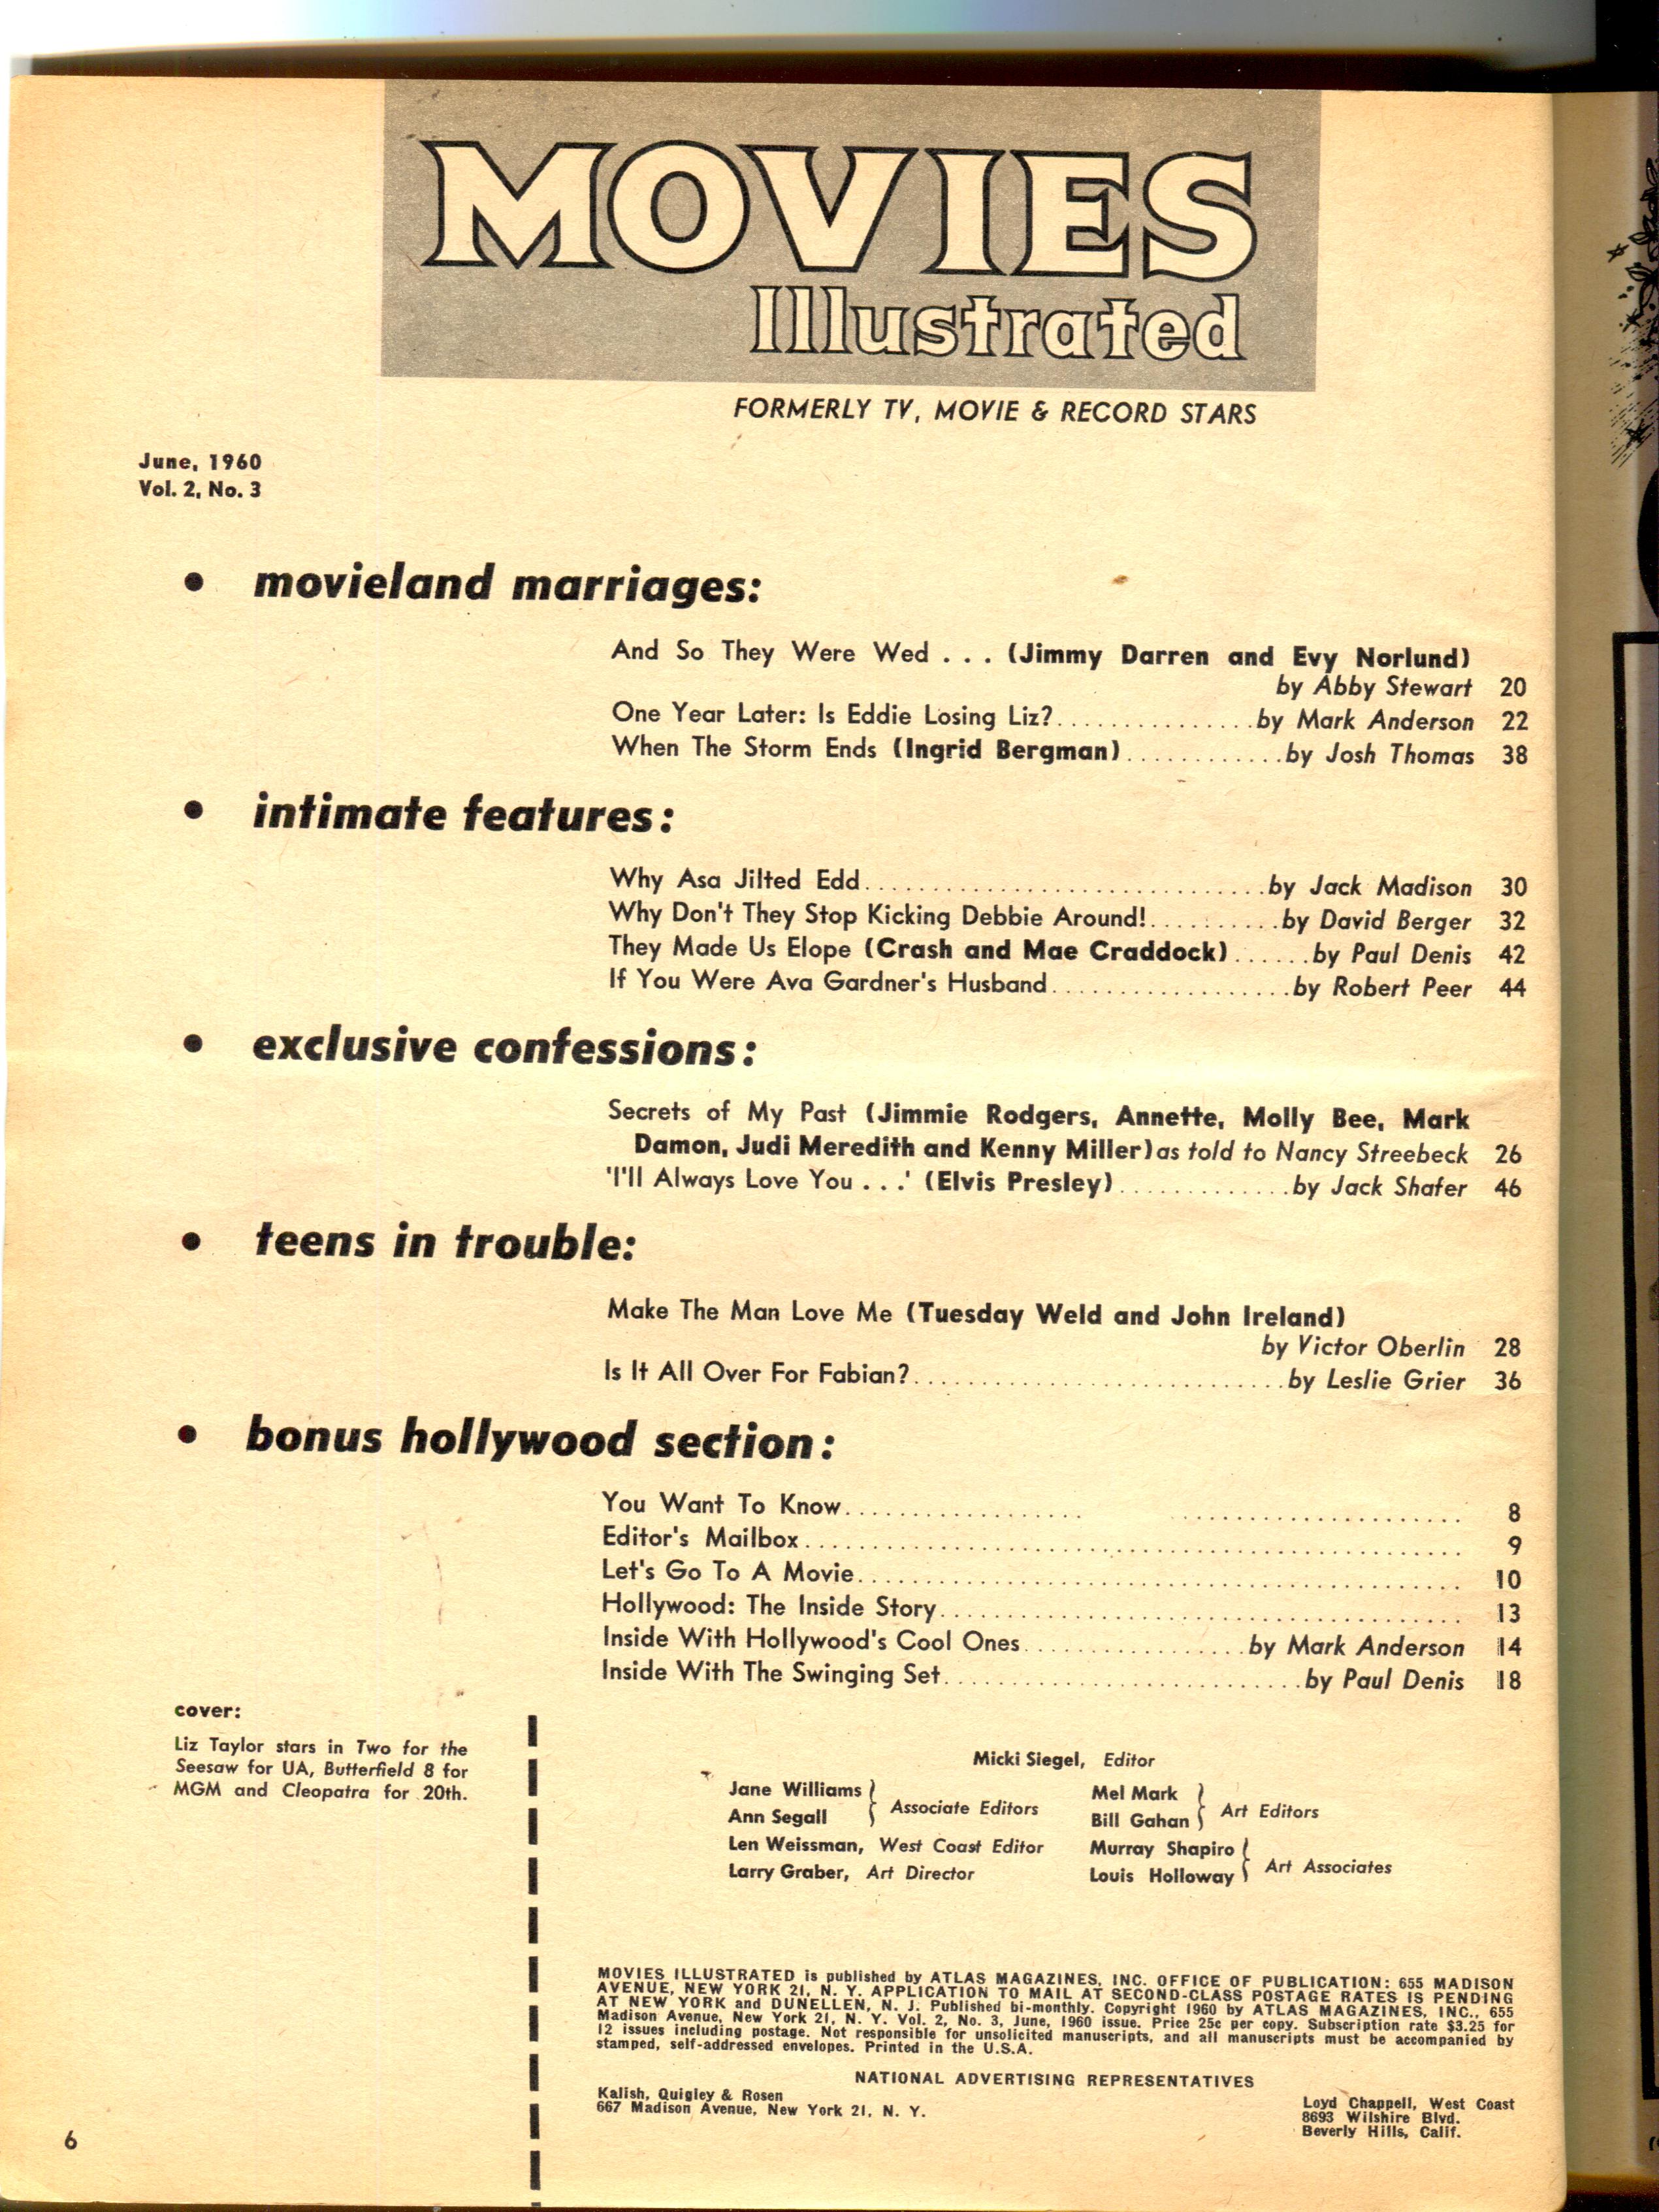 MOVIES
Illustrated
FORMERLY TV, MOVIE & RECORD STARS
June, 1960
Vol. 2, No. 3
• movieland marriages:
And So They Were Wed . . . (Jimmy Darren and Evy Norlund)
by Abby Stewart 20
One Year Later: Is Eddie Losing Liz?...............by Mark Anderson 22
When The Storm Ends (Ingrid Bergman)............by Josh Thomas 38
• intimate features:
Why Asa Jilted Edd..............................by Jack Madison 30
Why Don't They Stop Kicking Debbie Around!..........by David Berger 32
They Made Us Elope (Crash and Mae Craddock)......by Paul Denis 42
If You Were Ava Gardner's Husband..................by Robert Peer 44
• exclusive confessions:
Secrets of My Past (Jimmie Rodgers, Annette, Molly Bee, Mark
Damon, Judi Meredith and Kenny Miller) as told to Nancy Streebeck 26
'I'll Always Love You . . .' (Elvis Presley).............by Jack Shafer 46
• teens in trouble:
Make The Man Love Me (Tuesday Weld and John Ireland)
by Victor Oberlin 28
Is It All Over For Fabian?............................by Leslie Grier 36
• bonus hollywood section:
You Want To Know.................. ...................... 8
Editor's Mailbox.................................................. 9
Let's Go To A Movie.............................................. 10
Hollywood: The Inside Story........................................ 13
Inside With Hollywood's Cool Ones.................by Mark Anderson 14
Inside With The Swinging Set...........................by Paul Denis 18
cover:
Liz Taylor stars in Two for the
Seesaw for UA, Butterfield 8 for
MGM and Cleopatra for 20th.
Micki Siegel, Editor
Jane Williams
Ann Segall
Associate Editors
Len Weissman, West Coast Editor
Larry Graber, Art Director
Mel Mark
Bill Gahan
Art Editors
Murray Shapiro
Louis Holloway
Art Associates
MOVIES ILLUSTRATED is published by ATLAS MAGAZINES, INC. OFFICE OF PUBLICATION: 655 MADISON
AVENUE, NEW YORK 21, N. Y. APPLICATION TO MAIL AT SECOND-CLASS POSTAGE RATES IS PENDING
AT NEW YORK and DUNELLEN, N. J. Published bi-monthly. Copyright 1960 by ATLAS MAGAZINES, INC., 655
Madison Avenue, New York 21, N. Y. Vol. 2, No. 3, June, 1960 issue. Price 25c per copy. Subscription rate $3.25 for
12 issues including postage. Not responsible for unsolicited manuscripts, and all manuscripts must be accompanied by
stamped, self-addressed envelopes. Printed in the U.S.A.
NATIONAL ADVERTISING REPRESENTATIVES
Kalish, Quigley & Rosen
667 Madison Avenue, New York 21, N. Y.
Loyd Chappell, West Coast
8693 Wilshire Blvd.
Beverly Hills, Calif.
6